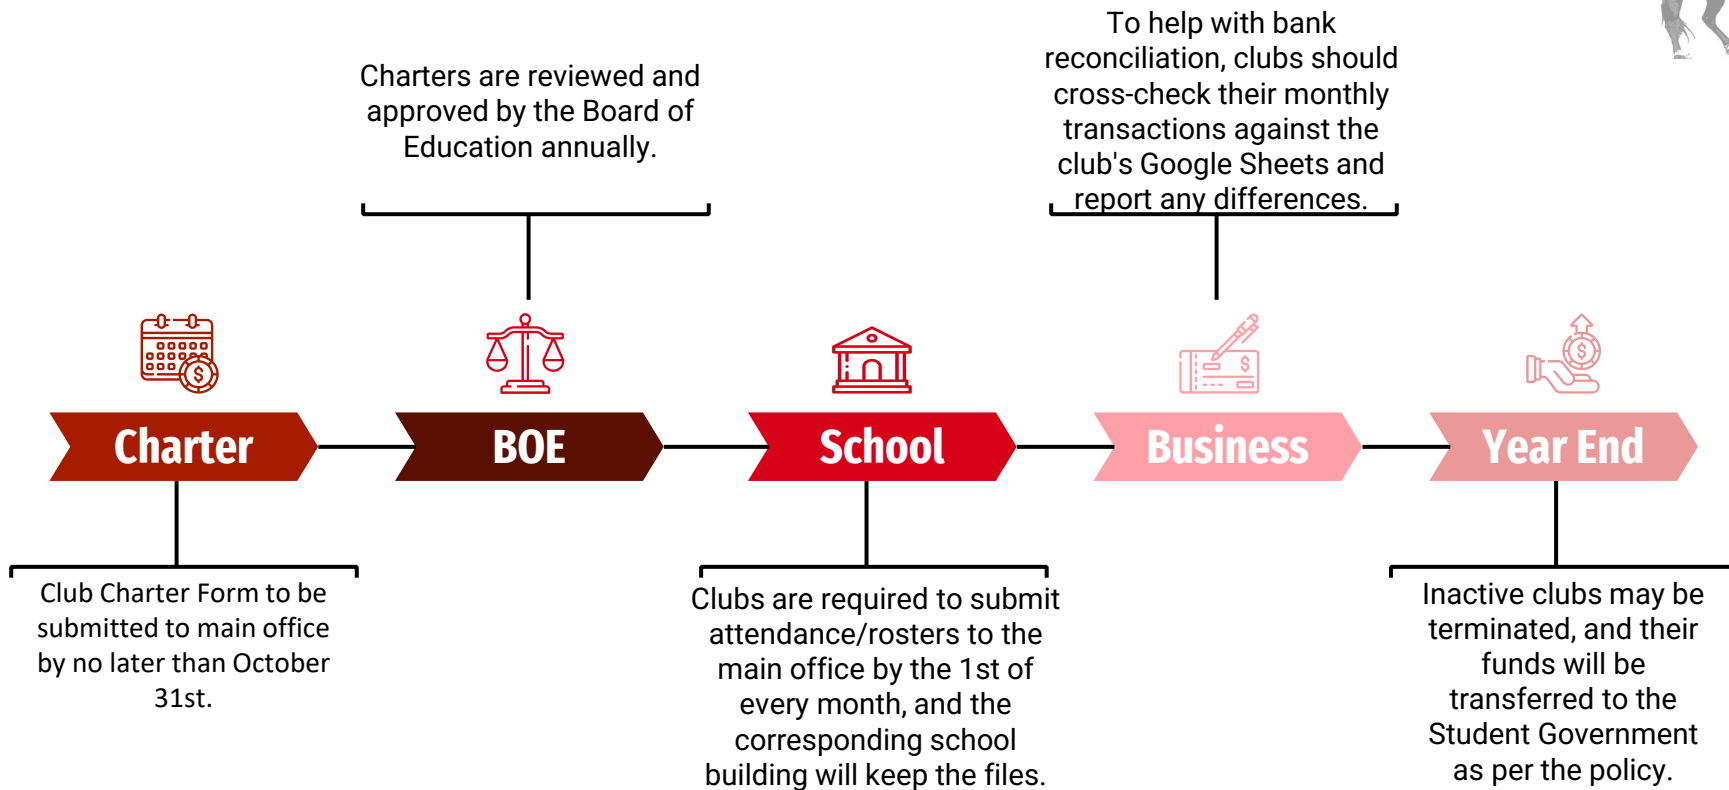 Charters are reviewed and
approved by the Board of
Education annually.
To help with bank
reconciliation, clubs should
cross-check their monthly
transactions against the
club's Google Sheets and
report any differences.
$
$
$
Charter
BOE
School
Business
Year End
Club Charter Form to be
submitted to main office
by no later than October
31st.
Clubs are required to submit
attendance/rosters to the
main office by the 1st of
every month, and the
corresponding school
building will keep the files.
Inactive clubs may be
terminated, and their
funds will be
transferred to the
Student Government
as per the policy.